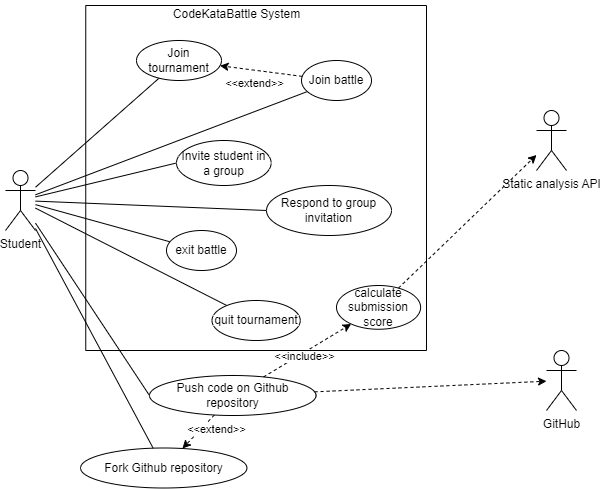 CodeKataBattle System
Join
tournament
Join battle
<<extend>>
Invite student in
a group
Static analysis API
Respond to group
invitation
Student
exit battle
calculate
submission
score
quit tournament
<<include>>
Push code on Github
repository
GitHub
<<extend>>
Fork Github repository